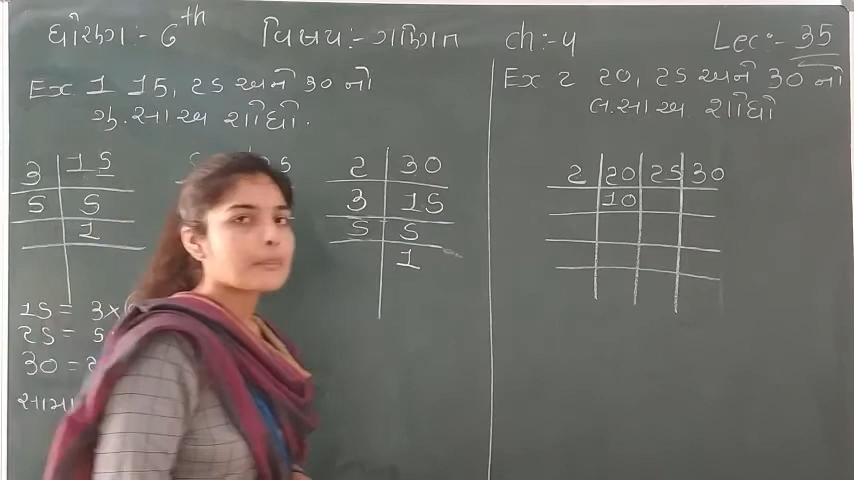 ધોરણ:- 6th વિષય:- ગણિત ch:-4 Lec:- 35
Ex 1 15, 25 અને 30 નો
ગુ.સા.અ શોધો.
3 15
5 5
1
2 30
3 15
5 5
1
15 = 3×
25 = 5
30 = 2
સામા
Ex 2 20, 25 અને 30 નો
લ.સા.અ શોધો
2 20 25 30
10